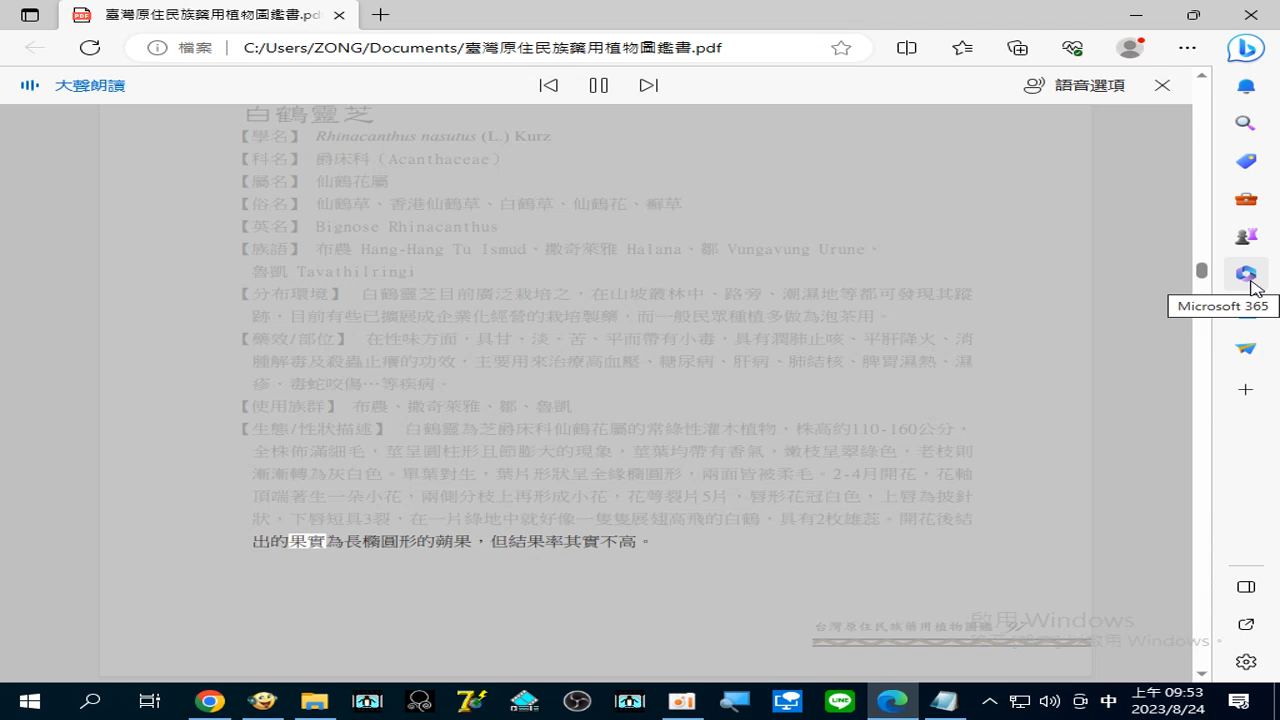 臺灣原住民族藥用植物圖鑑書.pdf
檔案 C:/Users/ZONG/Documents/臺灣原住民族藥用植物圖鑑書.pdf
大聲朗讀 語音選項
白鶴靈芝
【學名】 Rhinacanthus nasutus (L.) Kurz
【科名】 爵床科（Acanthaceae）
【屬名】 仙鶴花屬
【俗名】 仙鶴草、香港仙鶴草、白鶴草、仙鶴花、癬草
【英名】 Bignose Rhinacanthus
【族語】 布農 Hang-Hang Tu Ismud、撒奇萊雅 Halana、鄒 Vungavung Urune、
魯凱 Tavathilringi
【分布環境】 白鶴靈芝目前廣泛栽培之，在山坡叢林中、路旁、潮濕地等都可發現其蹤
跡，目前有些已擴展成企業化經營的栽培製藥，而一般民眾種植多做為泡茶用。
【藥效/部位】 在性味方面，具甘、淡、苦、平而帶有小毒，具有潤肺止咳、平肝降火、消
腫解毒及殺蟲止癢的功效，主要用來治療高血壓、糖尿病、肝病、肺結核、脾胃濕熱、濕
疹、毒蛇咬傷…等疾病。
【使用族群】 布農、撒奇萊雅、鄒、魯凱
【生態/性狀描述】 白鶴靈為芝爵床科仙鶴花屬的常綠性灌木植物，株高約110-160公分，
全株佈滿細毛，莖呈圓柱形且節膨大的現象，莖葉均帶有香氣，嫩枝呈翠綠色，老枝則
漸漸轉為灰白色。單葉對生，葉片形狀呈全緣橢圓形，兩面皆被柔毛。2-4月開花，花軸
頂端著生一朵小花，兩側分枝上再形成小花，花萼裂片5片，唇形花冠白色，上唇為披針
狀，下唇短具3裂，在一片綠地中就好像一隻隻展翅高飛的白鶴，具有2枚雄蕊。開花後結
出的果實為長橢圓形的蒴果，但結果率其實不高。
台灣原住民族藥用植物圖鑑
啟用 Windows
啟用 Windows。
Microsoft 365
LINE
中
上午 09:53
2023/8/24